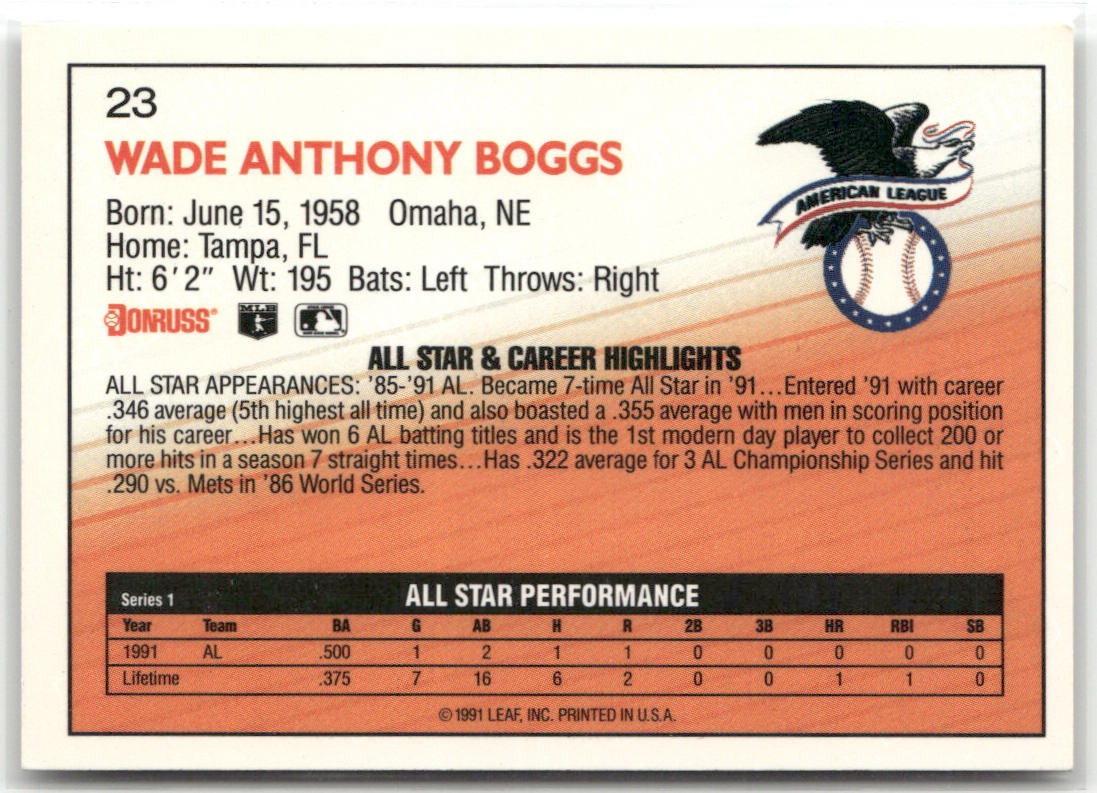 23
WADE ANTHONY BOGGS
AMERICAN LEAGUE
Born: June 15, 1958 Omaha, NE
Home: Tampa, FL
Ht: 6'2" Wt: 195 Bats: Left Throws: Right
DONRUSS® MLB
ALL STAR & CAREER HIGHLIGHTS
ALL STAR APPEARANCES: '85-'91 AL. Became 7-time All Star in '91...Entered '91 with career
.346 average (5th highest all time) and also boasted a .355 average with men in scoring position
for his career...Has won 6 AL batting titles and is the 1st modern day player to collect 200 or
more hits in a season 7 straight times...Has .322 average for 3 AL Championship Series and hit
.290 vs. Mets in '86 World Series.
Series 1 ALL STAR PERFORMANCE
Year Team BA G AB H R 2B 3B HR RBI SB
1991 AL .500 1 2 1 1 0 0 0 0 0
Lifetime .375 7 16 6 2 0 0 1 1 0
© 1991 LEAF, INC. PRINTED IN U.S.A.